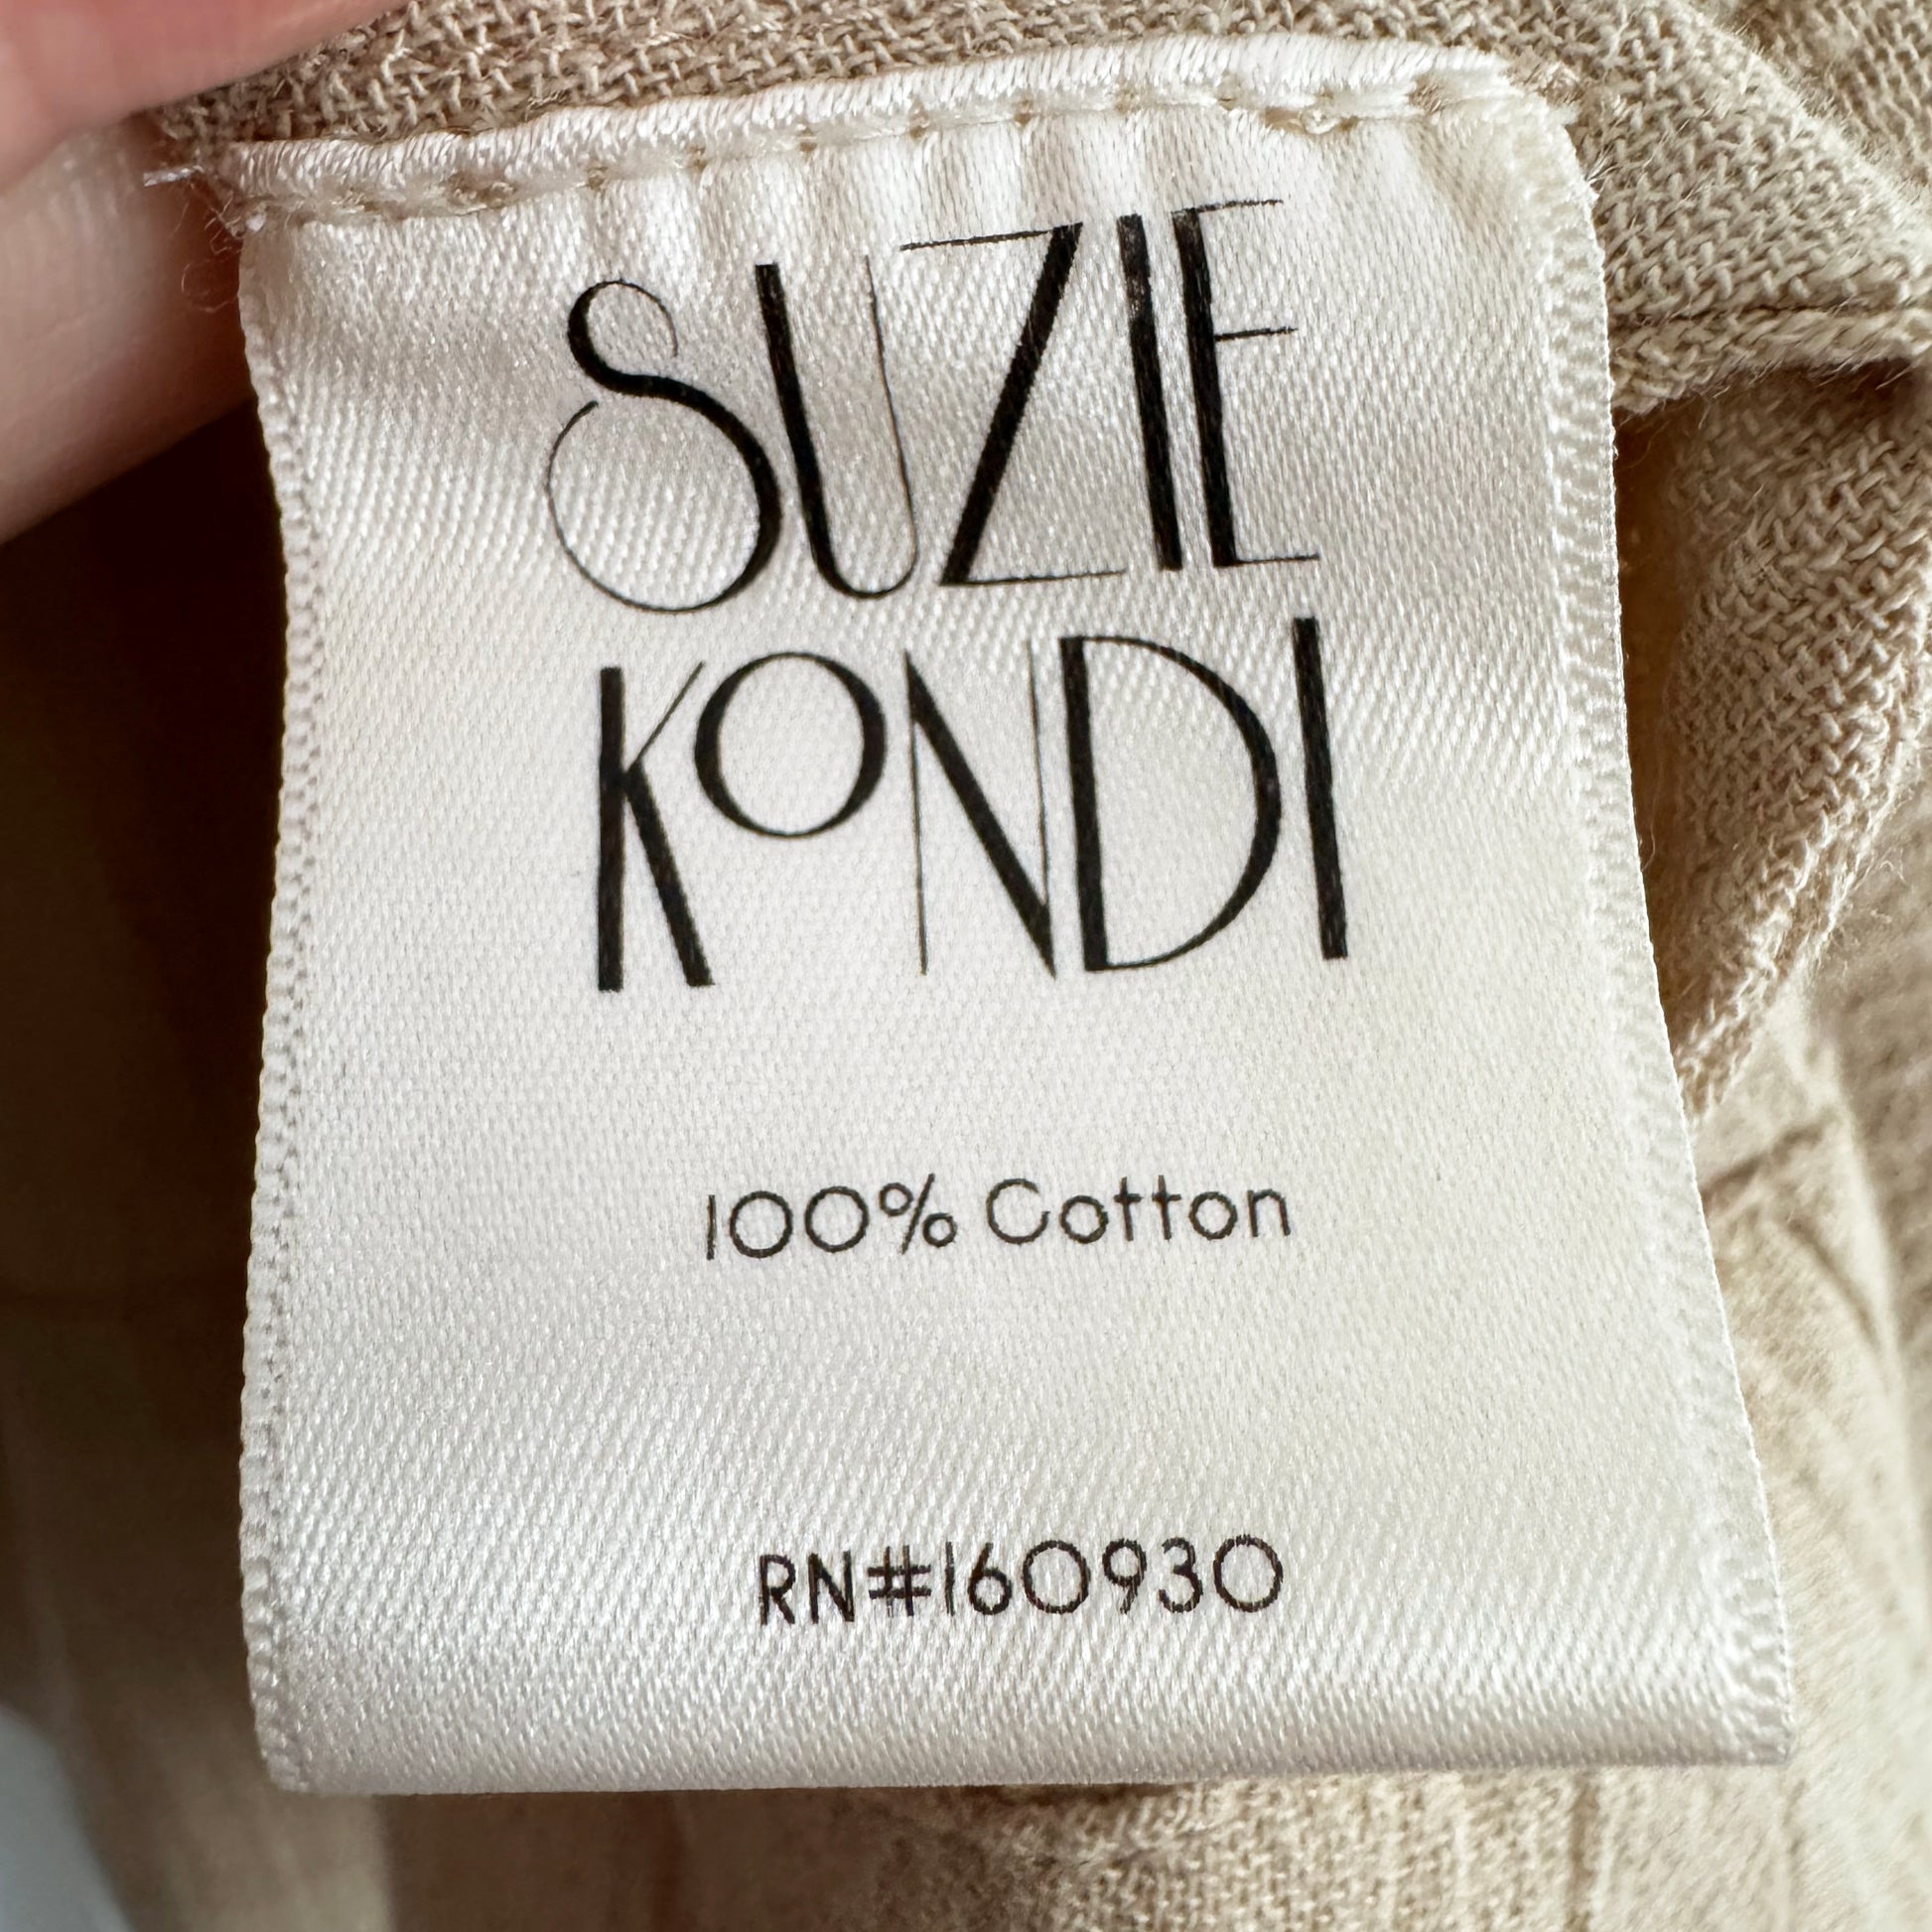 SUZIE
KONDI
100% Cotton
RN#160930